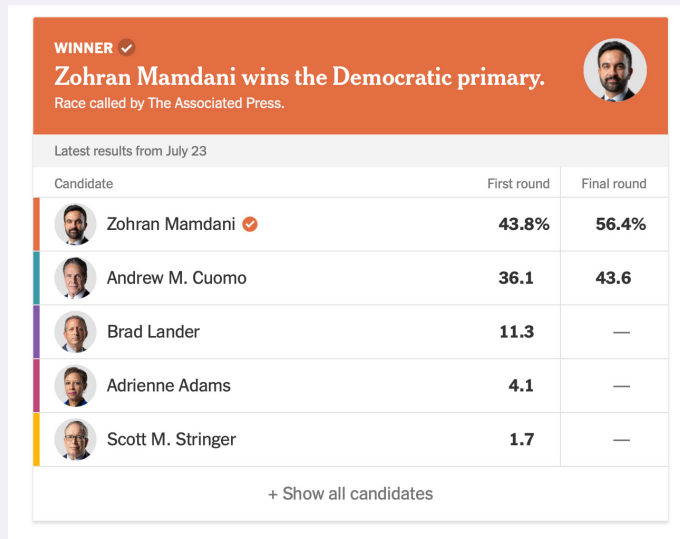 WINNER
Zohran Mamdani wins the Democratic primary.
Race called by The Associated Press.
Latest results from July 23
Candidate First round Final round
Zohran Mamdani 43.8% 56.4%
Andrew M. Cuomo 36.1 43.6
Brad Lander 11.3 —
Adrienne Adams 4.1 —
Scott M. Stringer 1.7 —
+ Show all candidates